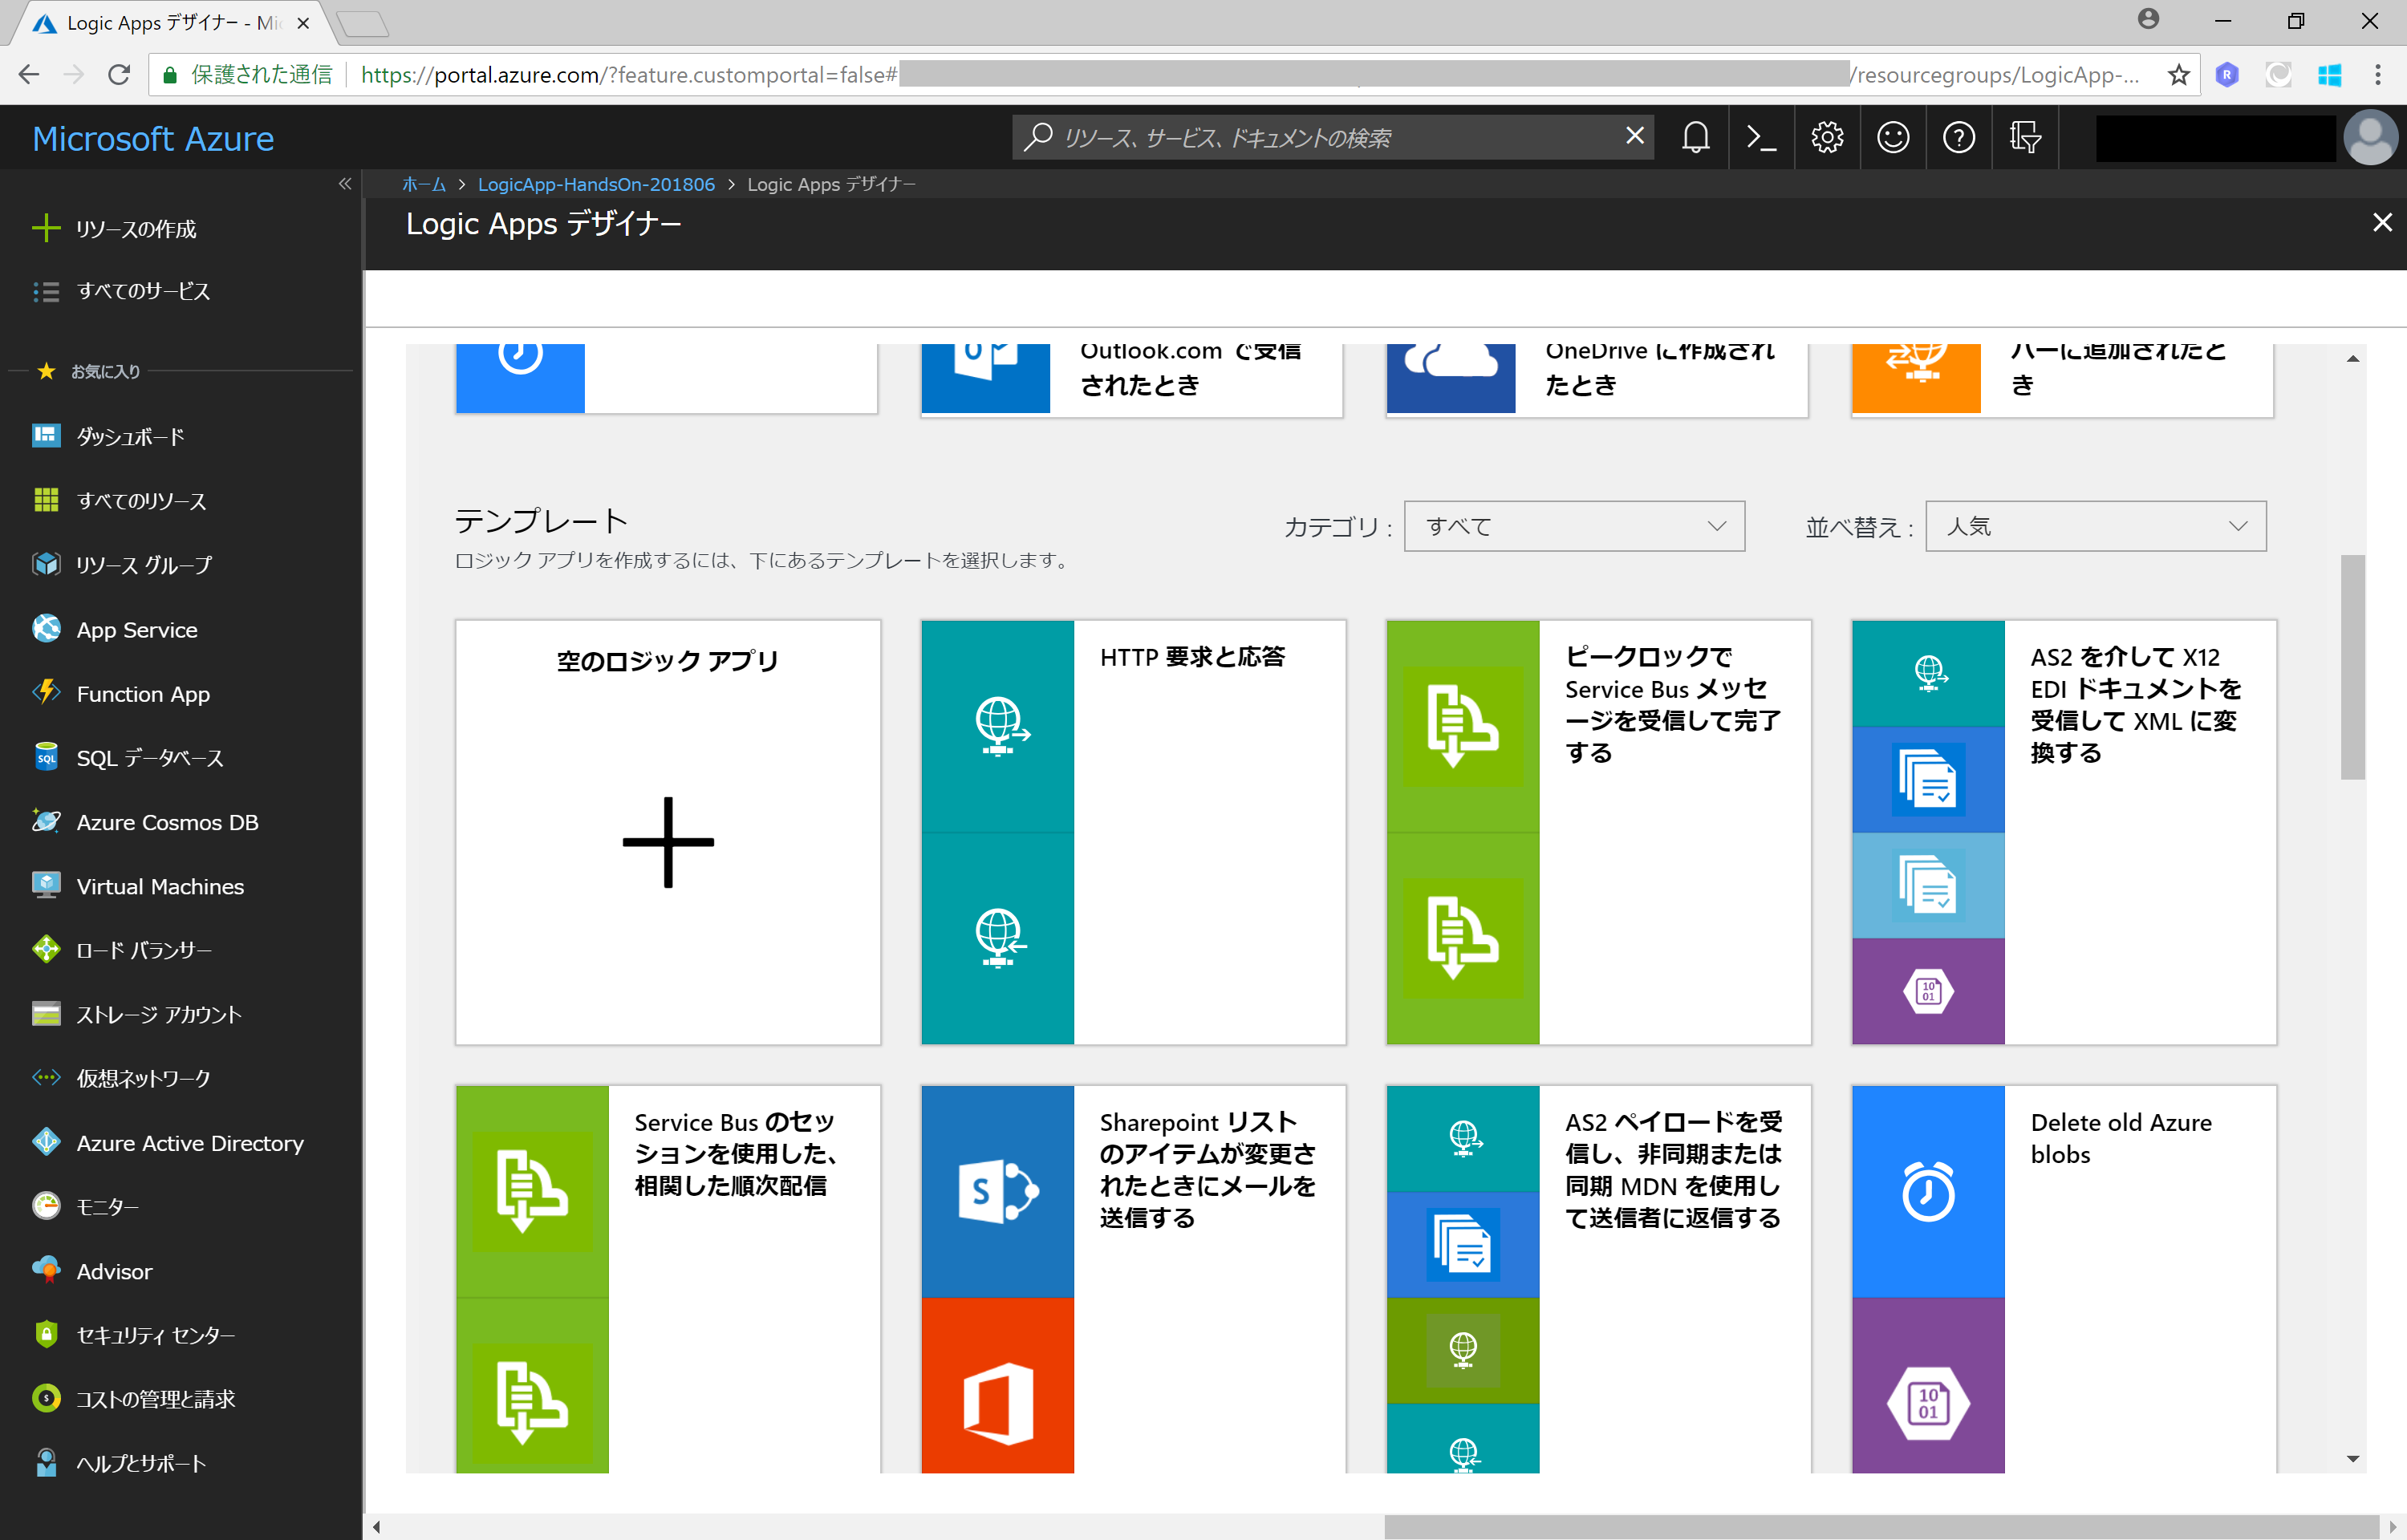 Logic Apps デザイナー - Mi
保護された通信
https://portal.azure.com/?feature.customportal=false#
/resourcegroups/LogicApp-...
R
Microsoft Azure
リソース、サービス、ドキュメントの検索
ホーム > LogicApp-HandsOn-201806 > Logic Apps デザイナー
Logic Apps デザイナー
リソースの作成
すべてのサービス
お気に入り
ダッシュボード
すべてのリソース
リソース グループ
App Service
Function App
SQL データベース
Azure Cosmos DB
Virtual Machines
ロード バランサー
ストレージ アカウント
仮想ネットワーク
Azure Active Directory
モニター
Advisor
セキュリティ センター
コストの管理と請求
ヘルプとサポート
Outlook.com で受信
されたとき
OneDrive に作成され
たとき
バーに追加されたと
き
テンプレート
ロジック アプリを作成するには、下にあるテンプレートを選択します。
カテゴリ : すべて
並べ替え : 人気
空のロジック アプリ
HTTP 要求と応答
ピークロックで
Service Bus メッセ
ージを受信して完了
する
AS2 を介して X12
EDI ドキュメントを
受信して XML に変
換する
10
01
Service Bus のセッ
ションを使用した、
相関した順次配信
Sharepoint リスト
のアイテムが変更さ
れたときにメールを
送信する
AS2 ペイロードを受
信し、非同期または
同期 MDN を使用し
て送信者に返信する
Delete old Azure
blobs
10
01